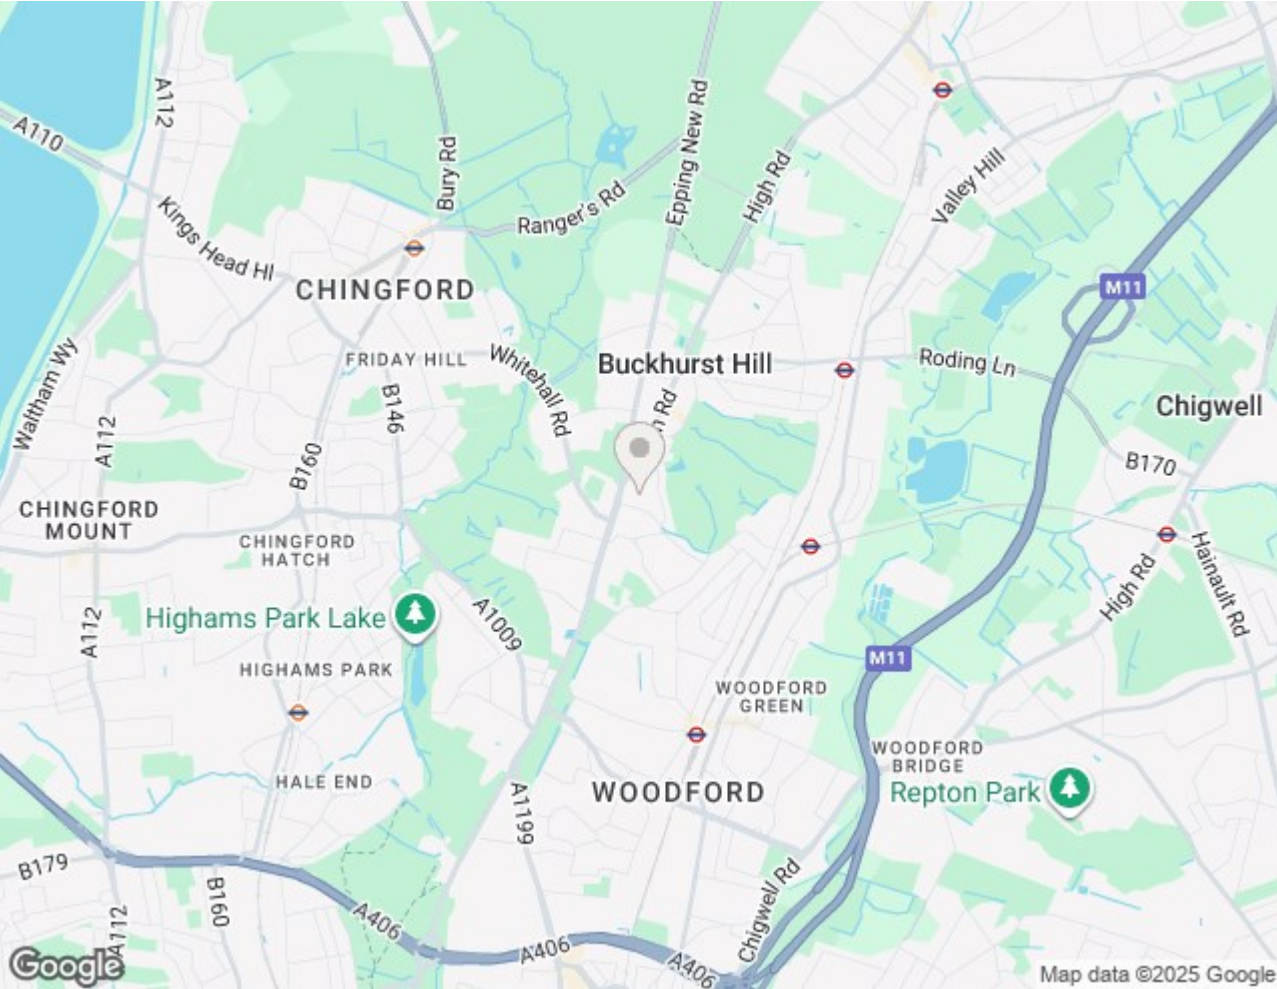 A112
A110
Bury Rd
Epping New Rd
High Rd
Valley Hill
Ranger's Rd
Kings Head Hl
CHINGFORD
M11
FRIDAY HILL
Whitehall Rd
Buckhurst Hill
Roding Ln
Waltham Wy
B146
Chigwell
A112
B160
B170
CHINGFORD
MOUNT
CHINGFORD
HATCH
Hainault Rd
High Rd
Highams Park Lake
A1009
A112
M11
HIGHAMS PARK
WOODFORD
GREEN
WOODFORD
BRIDGE
HALE END
WOODFORD
Repton Park
A1199
B179
B160
Chigwell Rd
A112
A406
A406
A406
Google
Map data ©2025 Google